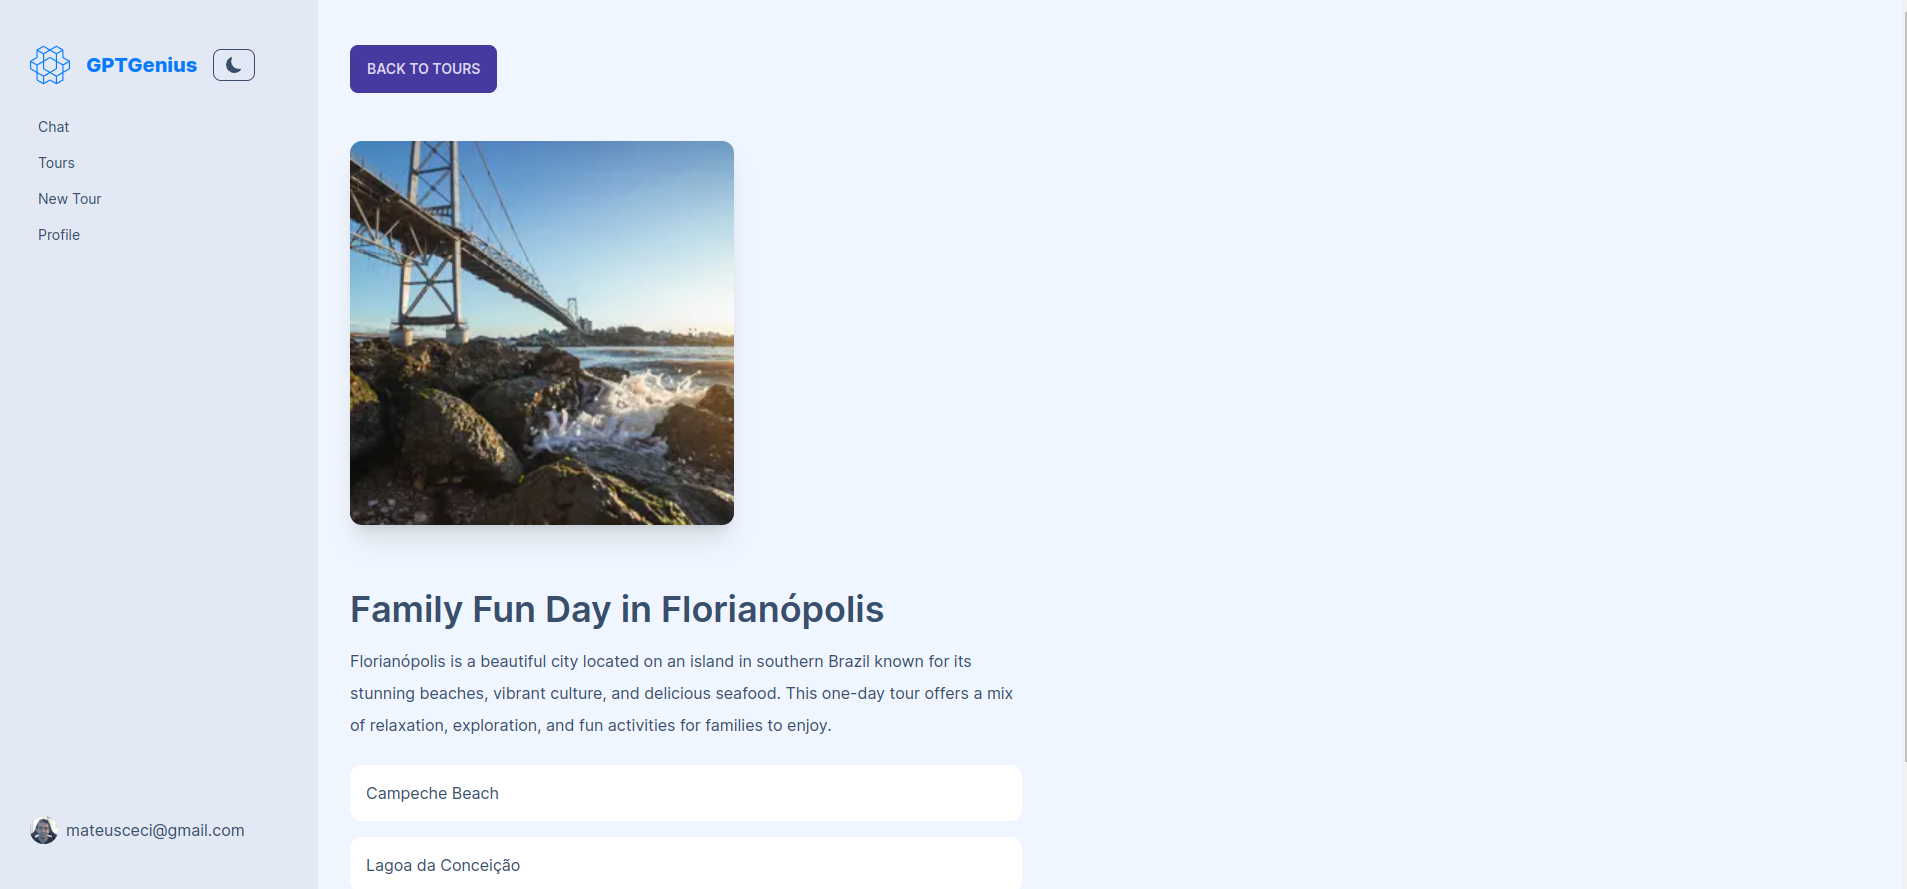 GPTGenius
Chat
Tours
New Tour
Profile
mateusceci@gmail.com
BACK TO TOURS
Family Fun Day in Florianópolis
Florianópolis is a beautiful city located on an island in southern Brazil known for its
stunning beaches, vibrant culture, and delicious seafood. This one-day tour offers a mix
of relaxation, exploration, and fun activities for families to enjoy.
Campeche Beach
Lagoa da Conceição